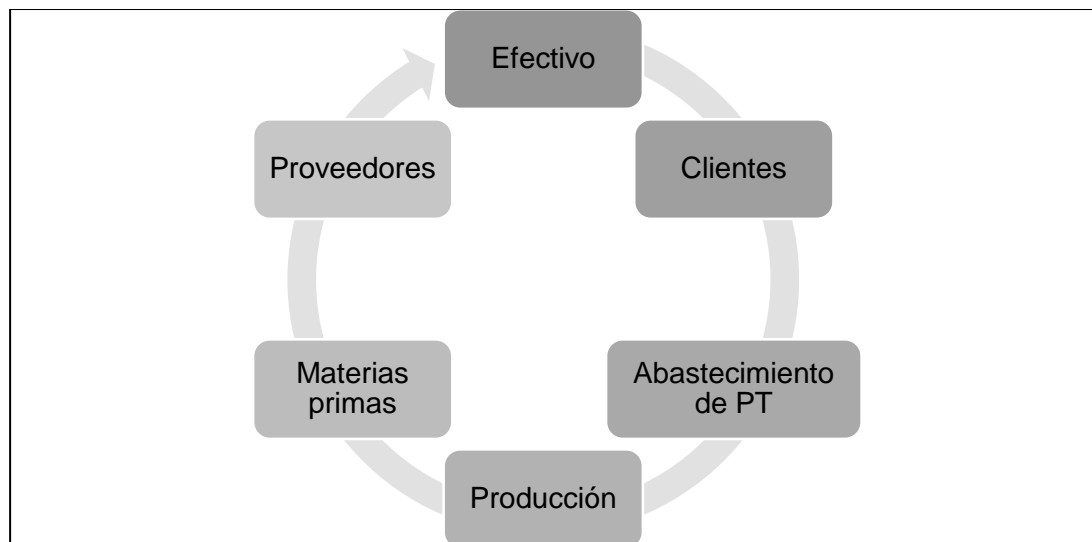 Efectivo
Clientes
Abastecimiento
de PT
Producción
Materias
primas
Proveedores